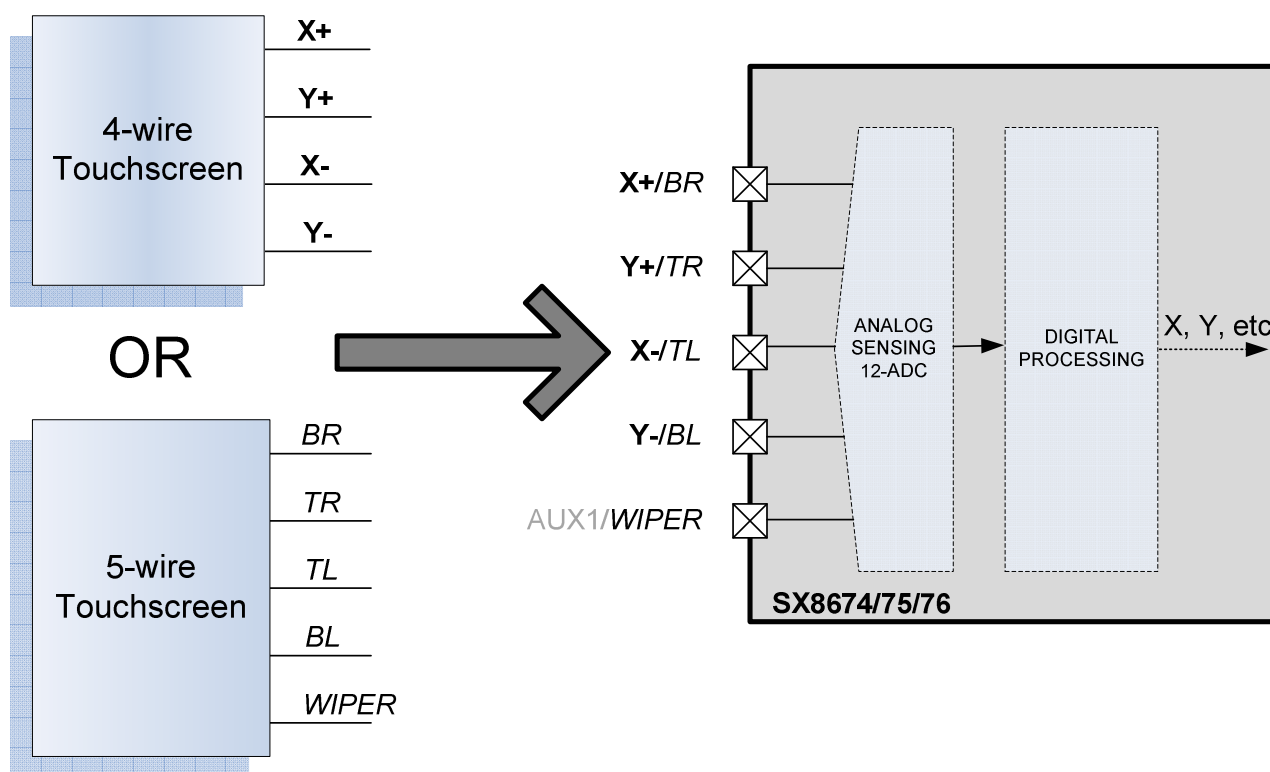 X+
Y+
4-wire
Touchscreen
X-
Y-
OR
BR
TR
5-wire
Touchscreen
TL
BL
WIPER
X+/BR
Y+/TR
X-/TL
Y-/BL
AUX1/WIPER
ANALOG
SENSING
12-ADC
DIGITAL
PROCESSING
X, Y, etc
SX8674/75/76